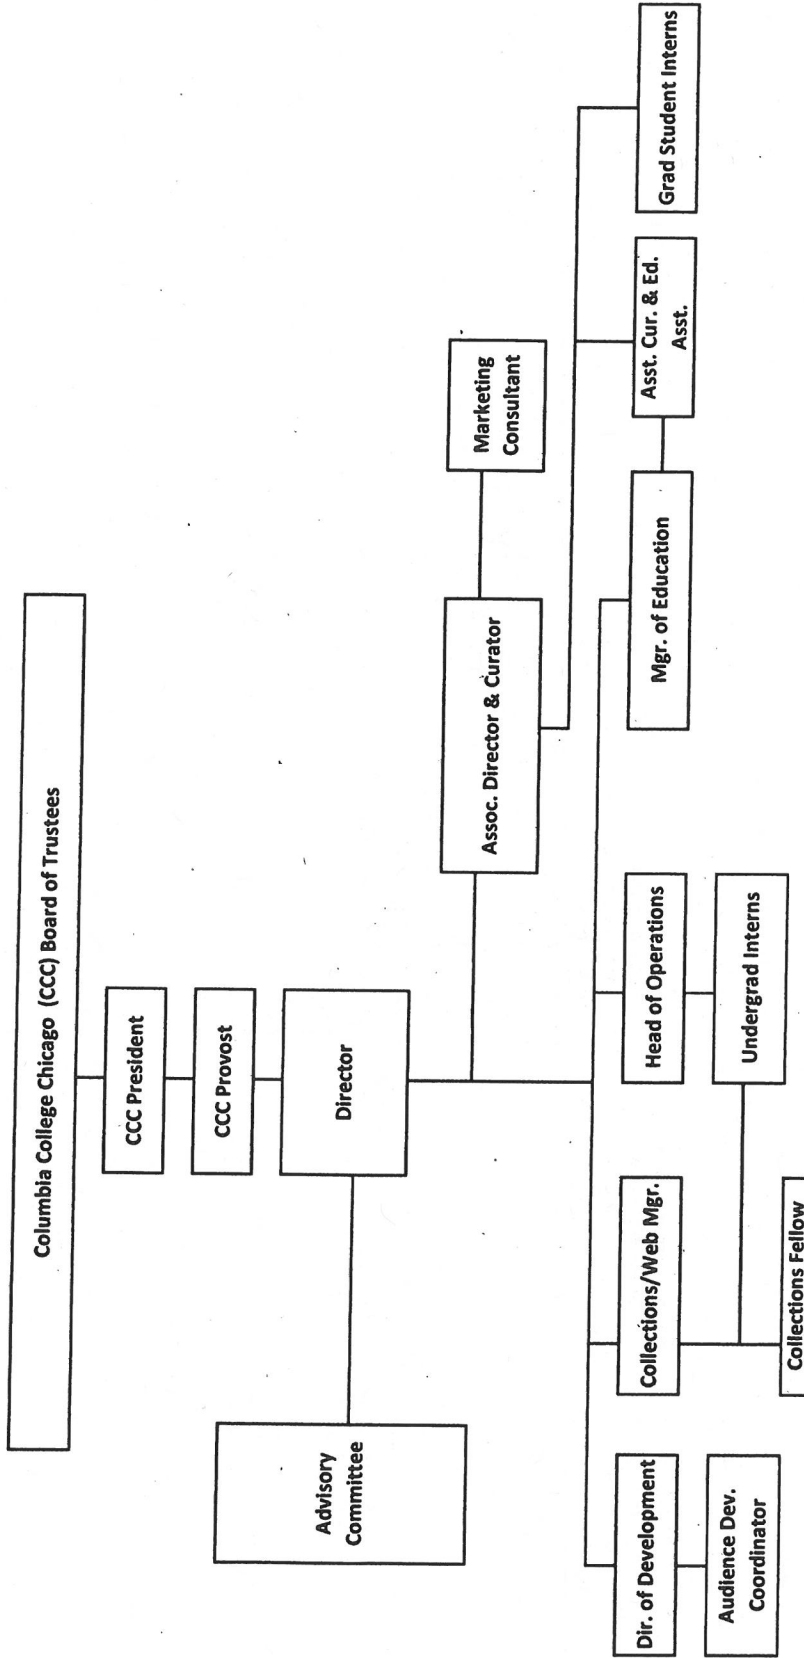 Columbia College Chicago (CCC) Board of Trustees
CCC President
CCC Provost
Director
Advisory
Committee
Assoc. Director & Curator
Marketing
Consultant
Dir. of Development
Collections/Web Mgr.
Head of Operations
Mgr. of Education
Asst. Cur. & Ed.
Asst.
Grad Student Interns
Audience Dev.
Coordinator
Undergrad Interns
Collections Fellow